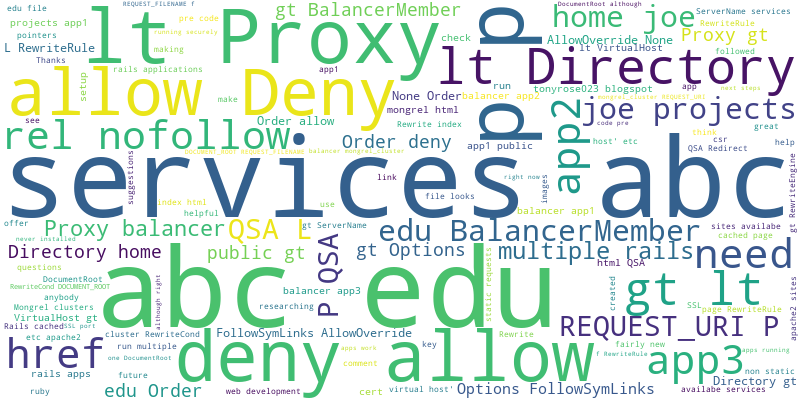 edu file
REQUEST_FILENAME f
pre code
gt BalancerMember
DocumentRoot although
ServerName services
projects app1
lt Proxy
p
home joe
RewriteRule
pointers
running securely
Proxy gt
L RewriteRule
making
check
AllowOverride None
followed
Thanks
lt VirtualHost
lt Directory
rails applications
app1
setup
allow Deny
run
tonyrose023 blogspot
app
next steps
make
None Order
balancer app2
mongrel_cluster REQUEST_URI
mongrel html
app2
joe projects
see
Order allow
Rewrite index
p
code pre
rel nofollow
think
great
Order deny
app1 public
host' etc
csr
help
QSA Redirect
DOCUMENT_ROOT REQUEST_FILENAME
balancer mongrel_cluster
services abc
suggestions
link
file looks
right now
images
gt RewriteEngine
index html
use
balancer app1
helpful
offer
Proxy balancer
QSA L
gt ServerName
edu BalancerMember
sites availabe
cached page
never installed
Directory home
public gt
P QSA
gt Options
multiple rails
need
questions
abc edu
html QSA
DocumentRoot
although right
static requests
created
gt lt
RewriteCond DOCUMENT_ROOT
balancer app3
anybody
researching
SSL
page RewriteRule
Mongrel clusters
VirtualHost gt
REQUEST_URI P
apache2 sites
Rails cached
SSL port
cluster RewriteCond
FollowSymLinks AllowOverride
Rewrite
fairly new
etc apache2
run multiple
deny allow
key
href
apps work
f RewriteRule
apps running
one DocumentRoot
comment
app3
non static
rails apps
future
Directory gt
ruby
edu Order
web development
cert
virtual host'
Options FollowSymLinks
availabe services